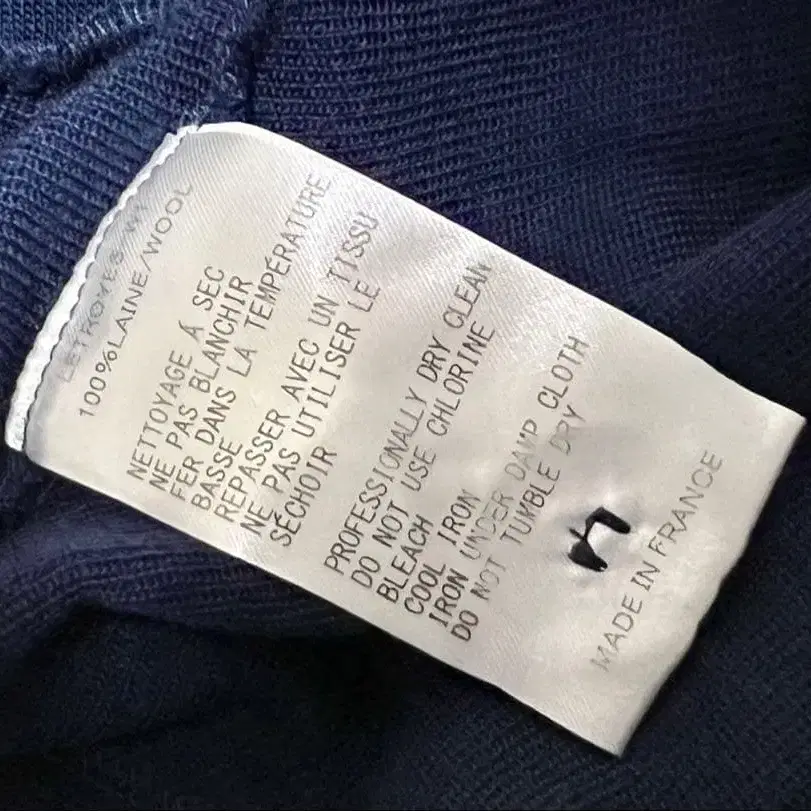 100%LAINE/WOOL
NETTOYAGE Á SEC
NE PAS BLANCHIR
FER DANS LA TEMPÉRATURE
BASSE
REPASSER AVEC UN TISSU
NE PAS UTILISER LE
SÉCHOIR
PROFESSIONALLY DRY CLEAN
DO NOT USE CHLORINE
BLEACH
COOL IRON
IRON UNDER DAMP CLOTH
DO NOT TUMBLE DRY
MADE IN FRANCE